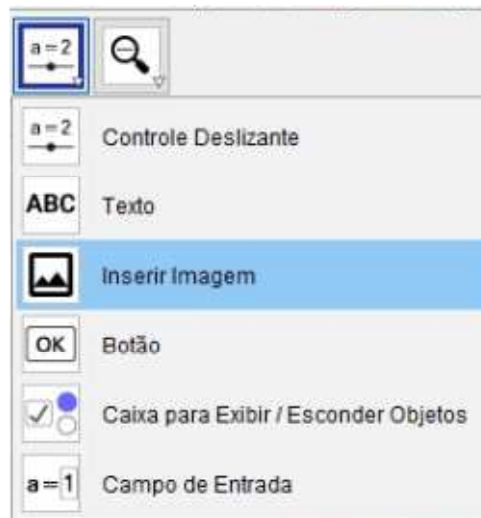 a = 2
a = 2
Controle Deslizante
ABC
Texto
Inserir Imagem
OK
Botão
Caixa para Exibir / Esconder Objetos
a = 1
Campo de Entrada